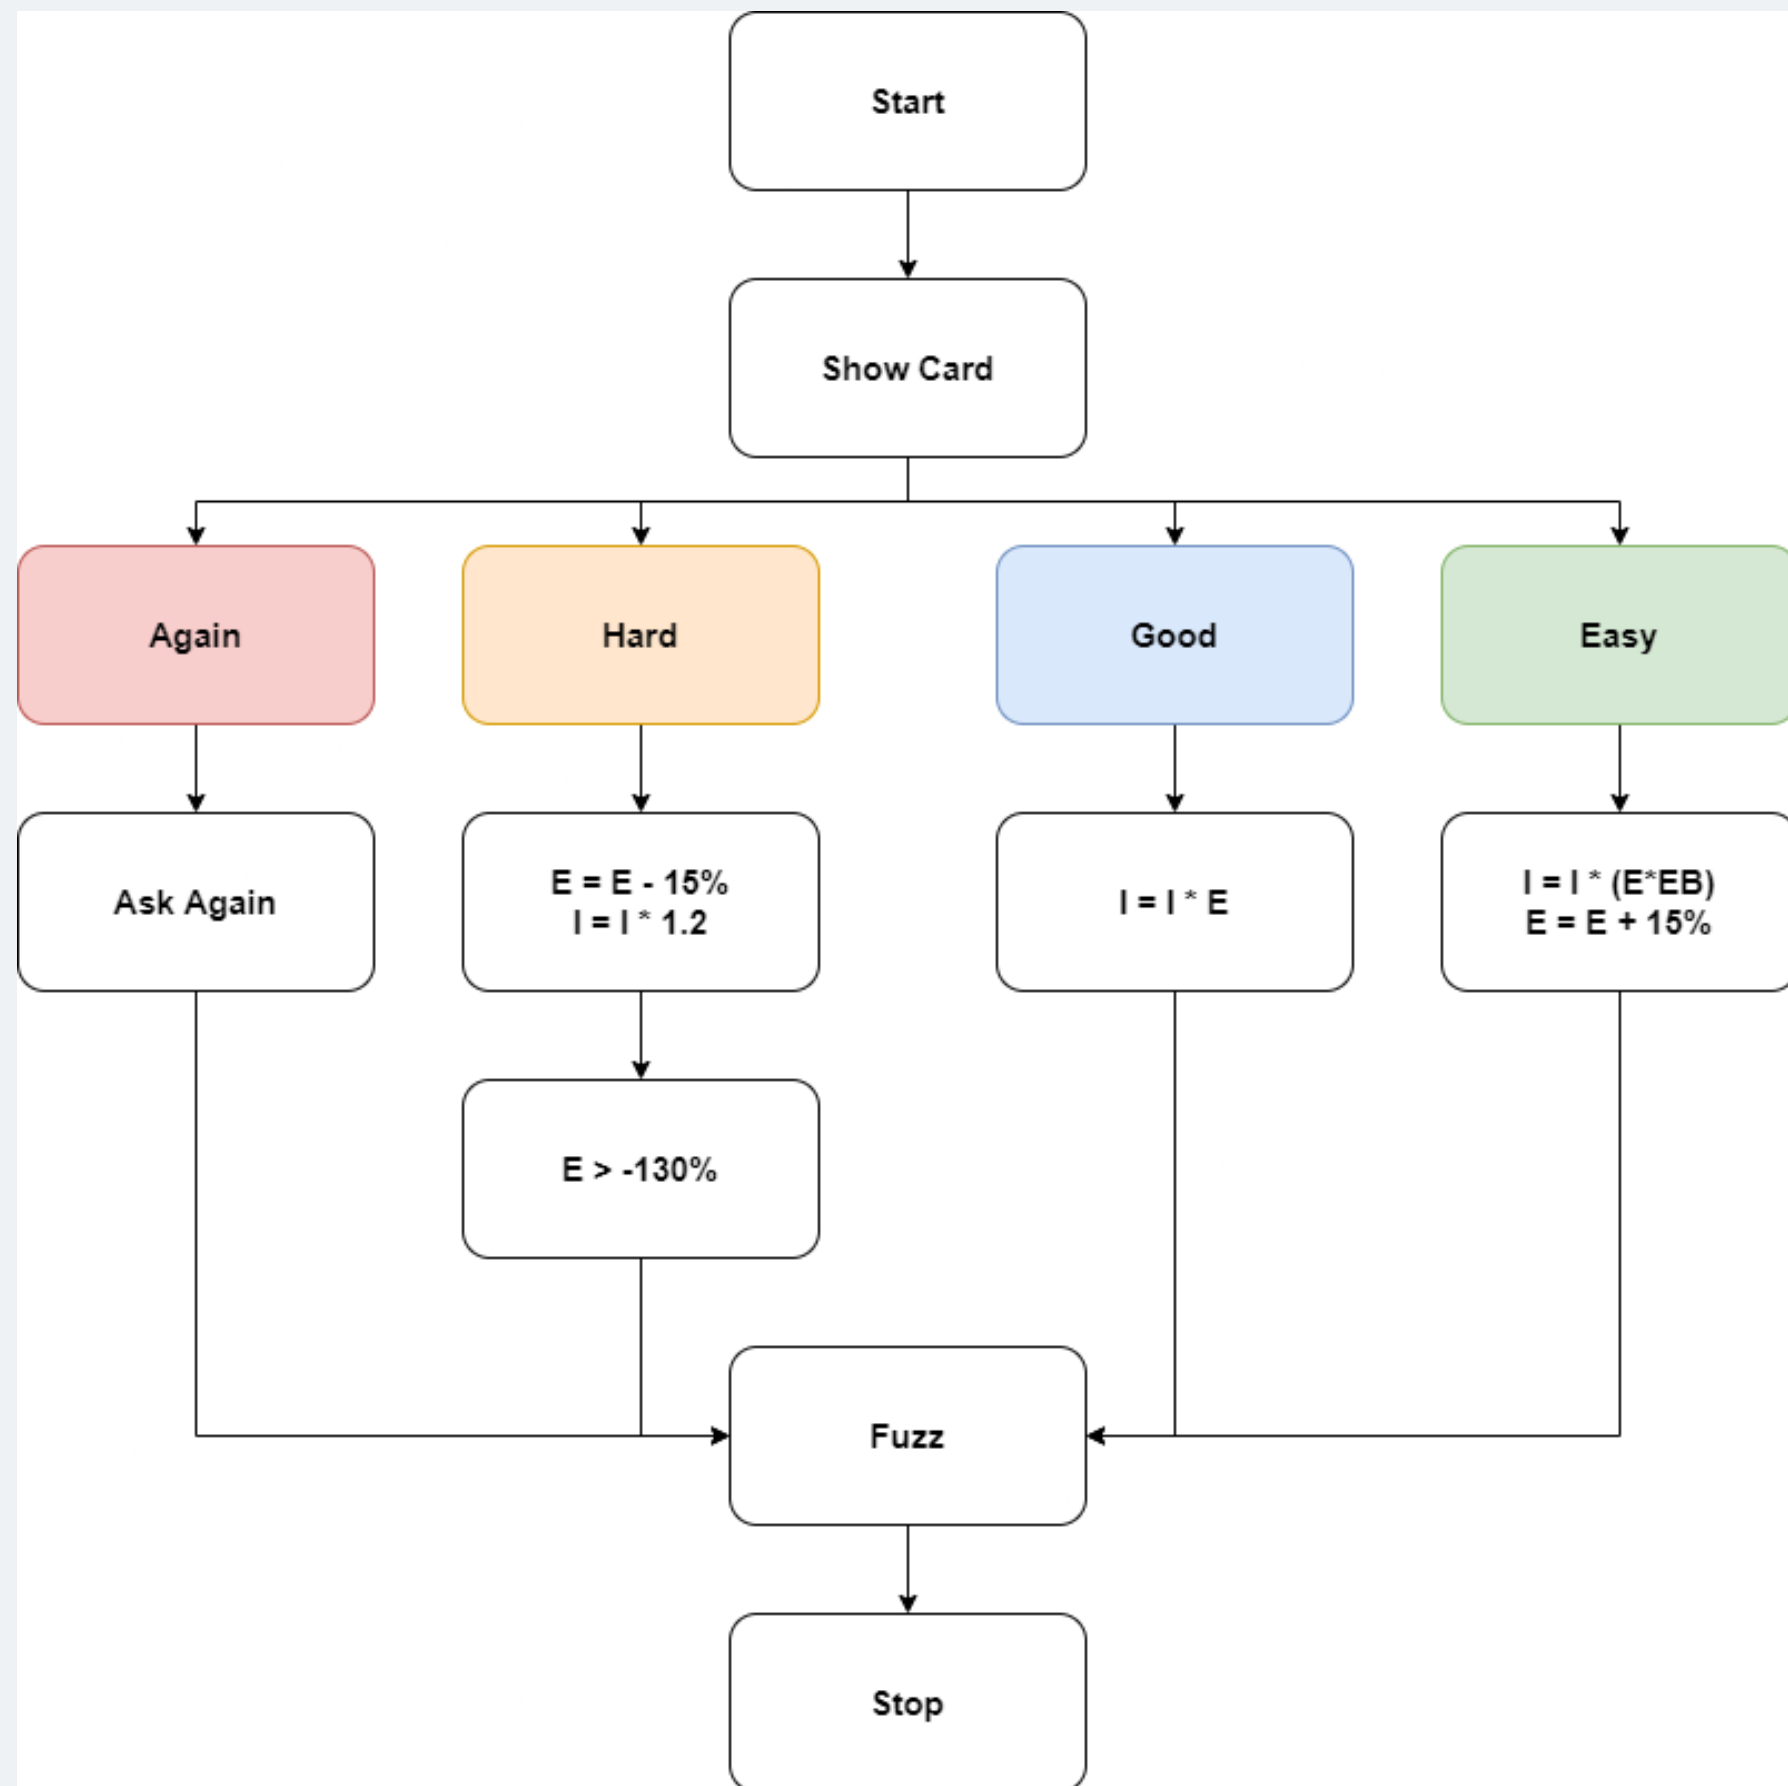 Start
Show Card
Again
Hard
Good
Easy
Ask Again
E = E - 15%
I = I * 1.2
I = I * E
I = I * (E*EB)
E = E + 15%
E > -130%
Fuzz
Stop